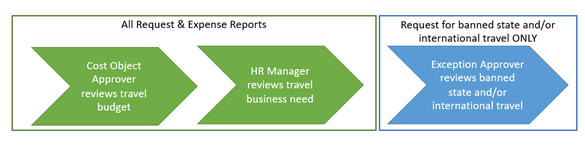 All Request & Expense Reports
Cost Object
Approver
reviews travel
budget
HR Manager
reviews travel
business need
Request for banned state and/or
international travel ONLY
Exception Approver
reviews banned
state and/or
international travel